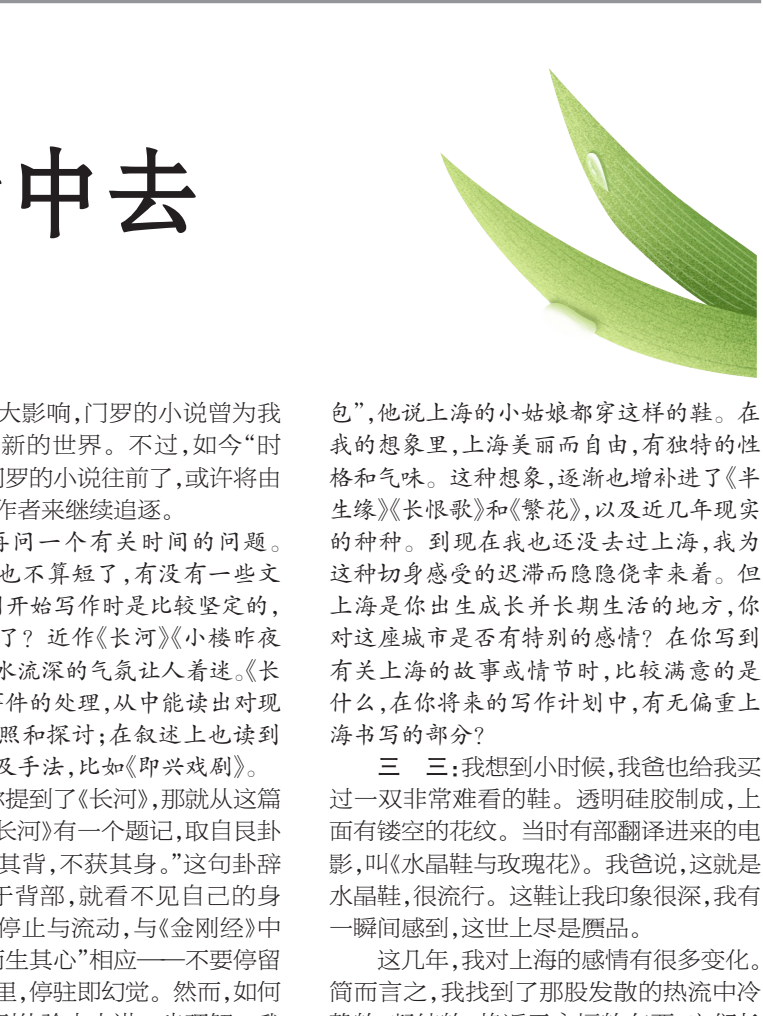 中去
大影响,门罗的小说曾为我
新的世界。不过,如今“时
门罗的小说往前了,或许将由
作者来继续追逐。
再问一个有关时间的问题。
也不算短了,有没有一些文
开始写作时是比较坚定的,
了?近作《长河》《小楼昨夜
水流深的气氛让人着迷。《长
事件的处理,从中能读出对现
照和探讨;在叙述上也读到
及手法,比如《即兴戏剧》。
你提到了《长河》,那就从这篇
长河》有一个题记,取自艮卦
其背,不获其身。”这句卦辞
于背部,就看不见自己的身
停止与流动,与《金刚经》中
而生其心”相应——不要停留
里,停驻即幻觉。然而,如何
包”,他说上海的小姑娘都穿这样的鞋。在
我的想象里,上海美丽而自由,有独特的性
格和气味。这种想象,逐渐也增补进了《半
生缘》《长恨歌》和《繁花》,以及近几年现实
的种种。到现在我也还没去过上海,我为
这种切身感受的迟滞而隐隐侥幸来着。但
上海是你出生成长并长期生活的地方,你
对这座城市是否有特别的感情?在你写到
有关上海的故事或情节时,比较满意的是
什么,在你将来的写作计划中,有无偏重上
海书写的部分?
三 三:我想到小时候,我爸也给我买
过一双非常难看的鞋。透明硅胶制成,上
面有镂空的花纹。当时有部翻译进来的电
影,叫《水晶鞋与玫瑰花》。我爸说,这就是
水晶鞋,很流行。这鞋让我印象很深,我有
一瞬间感到,这世上尽是赝品。
这几年,我对上海的感情有很多变化。
简而言之,我找到了那股发散的热流中冷